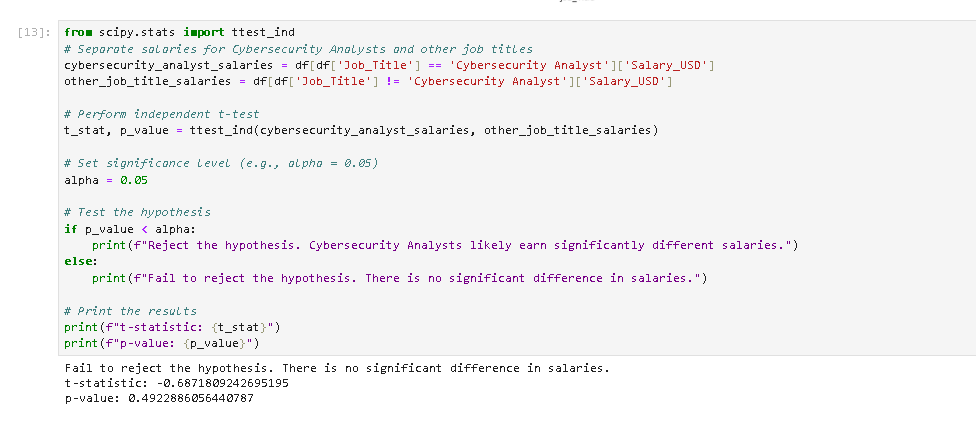 [13]: from scipy.stats import ttest_ind
# Separate salaries for Cybersecurity Analysts and other job titles
cybersecurity_analyst_salaries = df[df['Job_Title'] == 'Cybersecurity Analyst']['Salary_USD']
other_job_title_salaries = df[df['Job_Title'] != 'Cybersecurity Analyst']['Salary_USD']
# Perform independent t-test
t_stat, p_value = ttest_ind(cybersecurity_analyst_salaries, other_job_title_salaries)
# Set significance level (e.g., alpha = 0.05)
alpha = 0.05
# Test the hypothesis
if p_value < alpha:
    print(f"Reject the hypothesis. Cybersecurity Analysts likely earn significantly different salaries.")
else:
    print(f"Fail to reject the hypothesis. There is no significant difference in salaries.")
# Print the results
print(f"t-statistic: {t_stat}")
print(f"p-value: {p_value}")
Fail to reject the hypothesis. There is no significant difference in salaries.
t-statistic: -0.6871809242695195
p-value: 0.4922886056440787